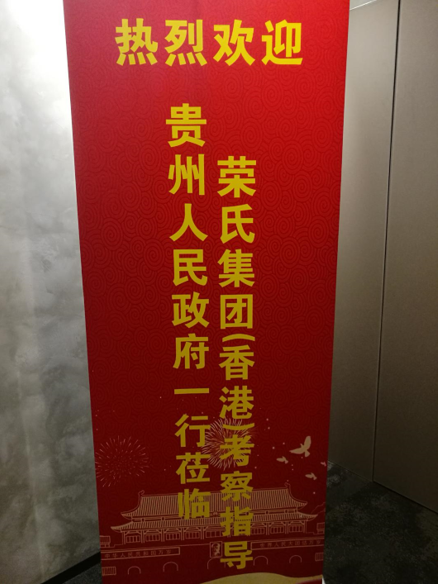 热烈欢迎
贵州人民政府一行莅临
荣氏集团(香港)考察指导